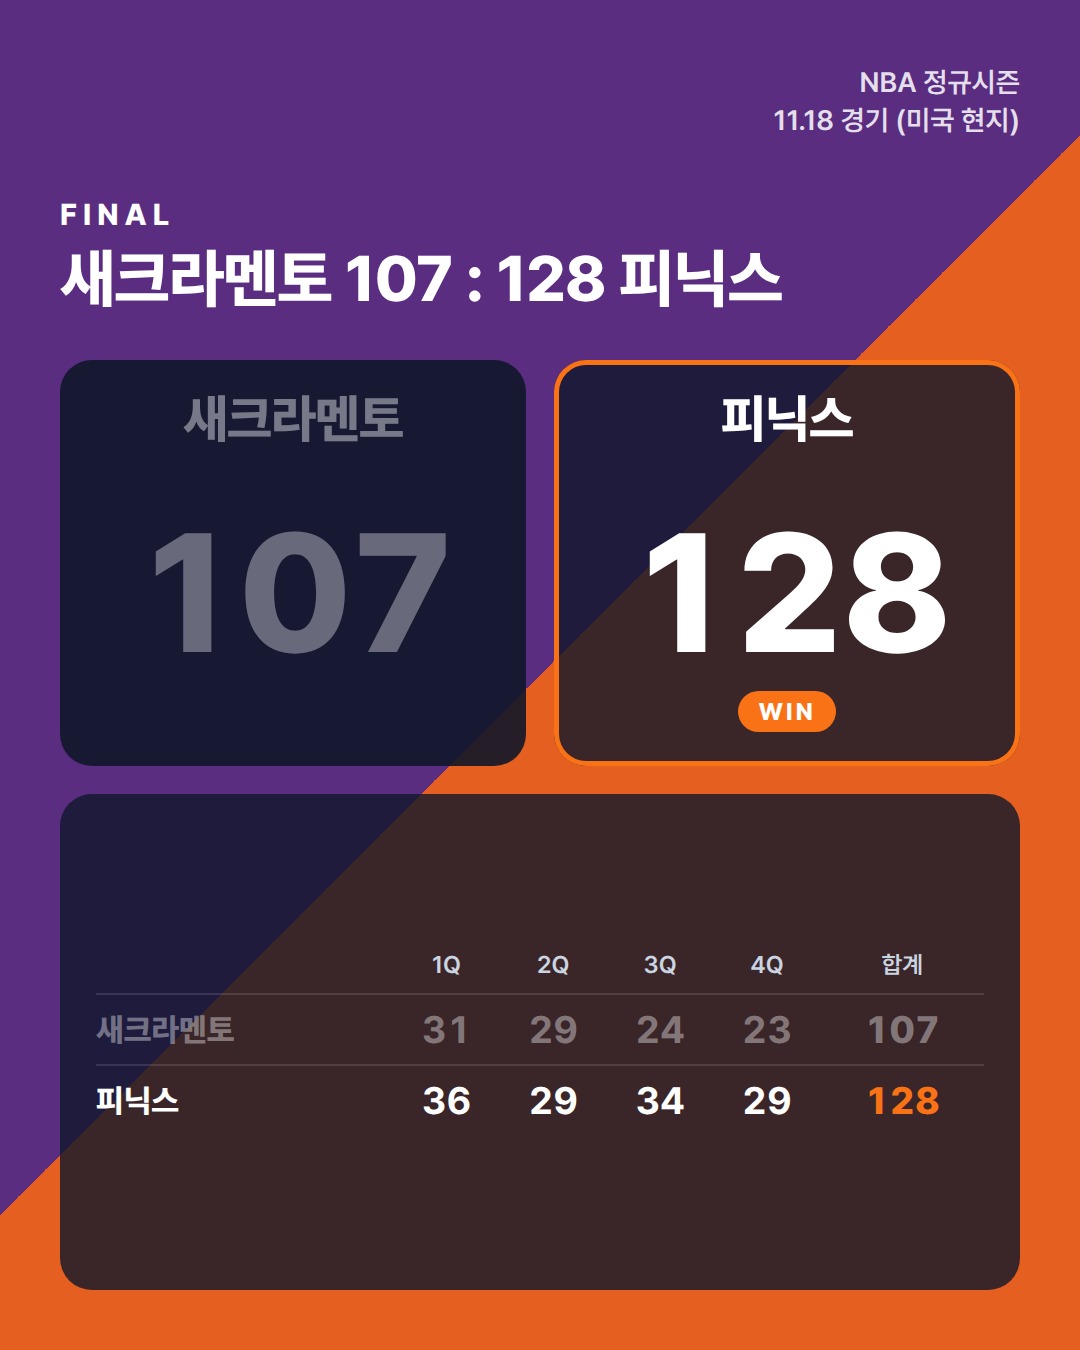 NBA 정규시즌
11.18 경기 (미국 현지)
FINAL
새크라멘토 107 : 128 피닉스
새크라멘토
107
피닉스
128
WIN
1Q 2Q 3Q 4Q 합계
새크라멘토 31 29 24 23 107
피닉스 36 29 34 29 128